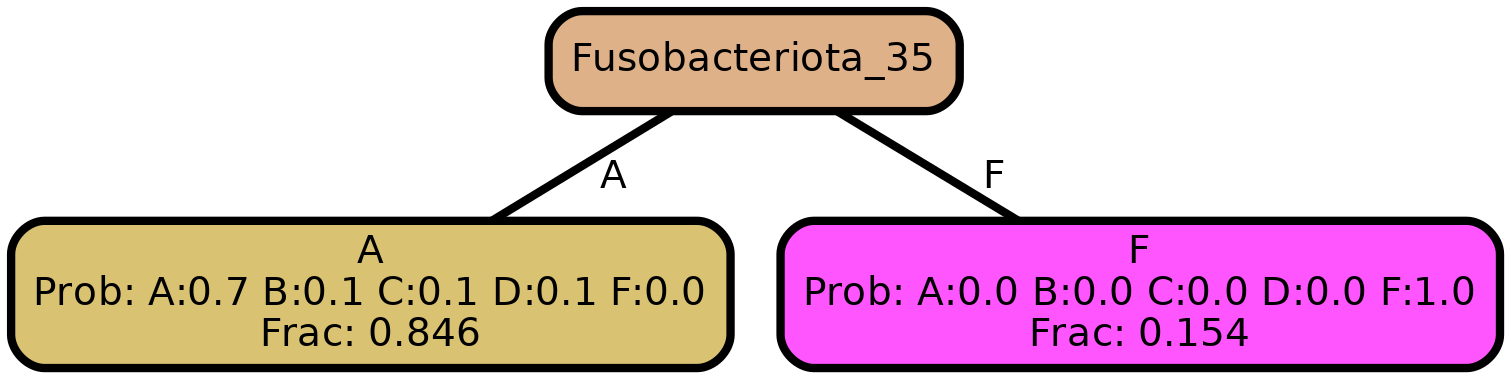 Fusobacteriota_35
A
F
A
Prob: A:0.7 B:0.1 C:0.1 D:0.1 F:0.0
Frac: 0.846
F
Prob: A:0.0 B:0.0 C:0.0 D:0.0 F:1.0
Frac: 0.154